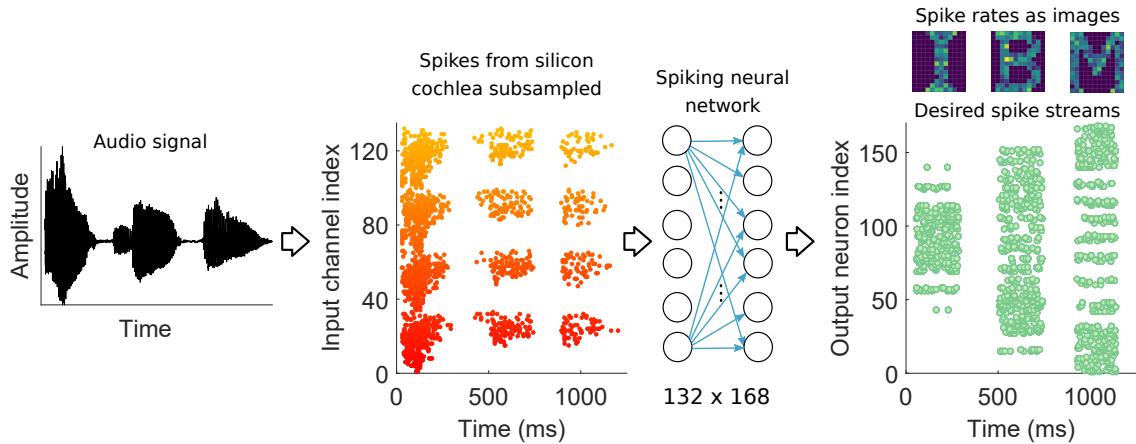 Audio signal
Amplitude
Time
Spikes from silicon
cochlea subsampled
Input channel index
120
80
40
0
0
500
1000
Time (ms)
Spiking neural
network
132 x 168
Spike rates as images
I B M
Desired spike streams
Output neuron index
150
100
50
0
0
500
1000
Time (ms)